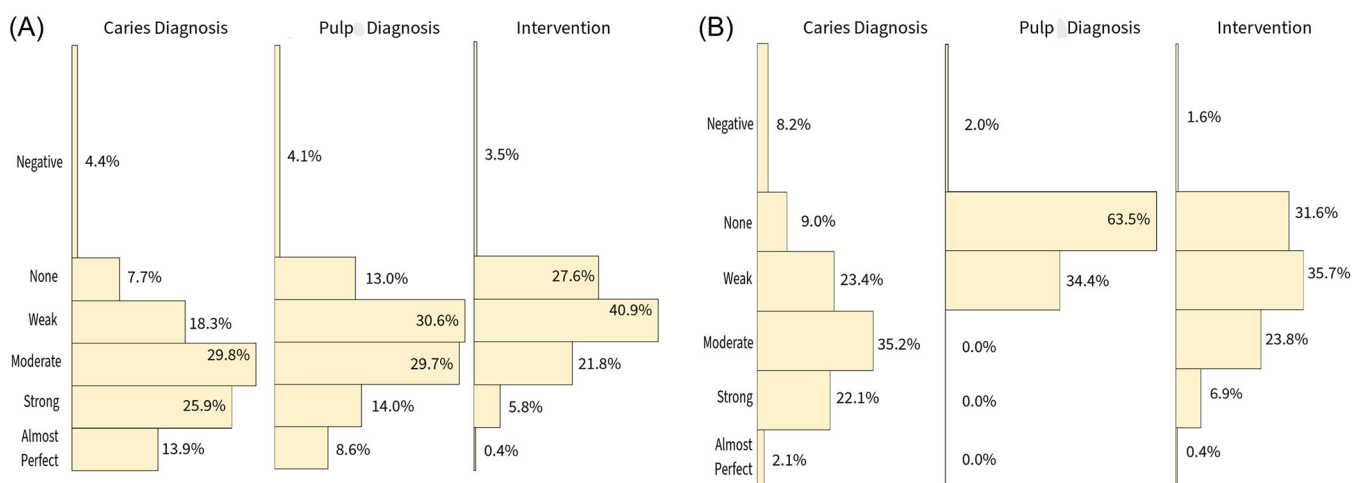 (A) Caries Diagnosis Pulp Diagnosis Intervention
Negative 4.4% 4.1% 3.5%
None 7.7% 13.0% 27.6%
Weak 18.3% 30.6% 40.9%
Moderate 29.8% 29.7% 21.8%
Strong 25.9% 14.0% 5.8%
Almost
Perfect 13.9% 8.6% 0.4%
(B) Caries Diagnosis Pulp Diagnosis Intervention
Negative 8.2% 2.0% 1.6%
None 9.0% 63.5% 31.6%
Weak 23.4% 34.4% 35.7%
Moderate 35.2% 0.0% 23.8%
Strong 22.1% 0.0% 6.9%
Almost
Perfect 2.1% 0.0% 0.4%